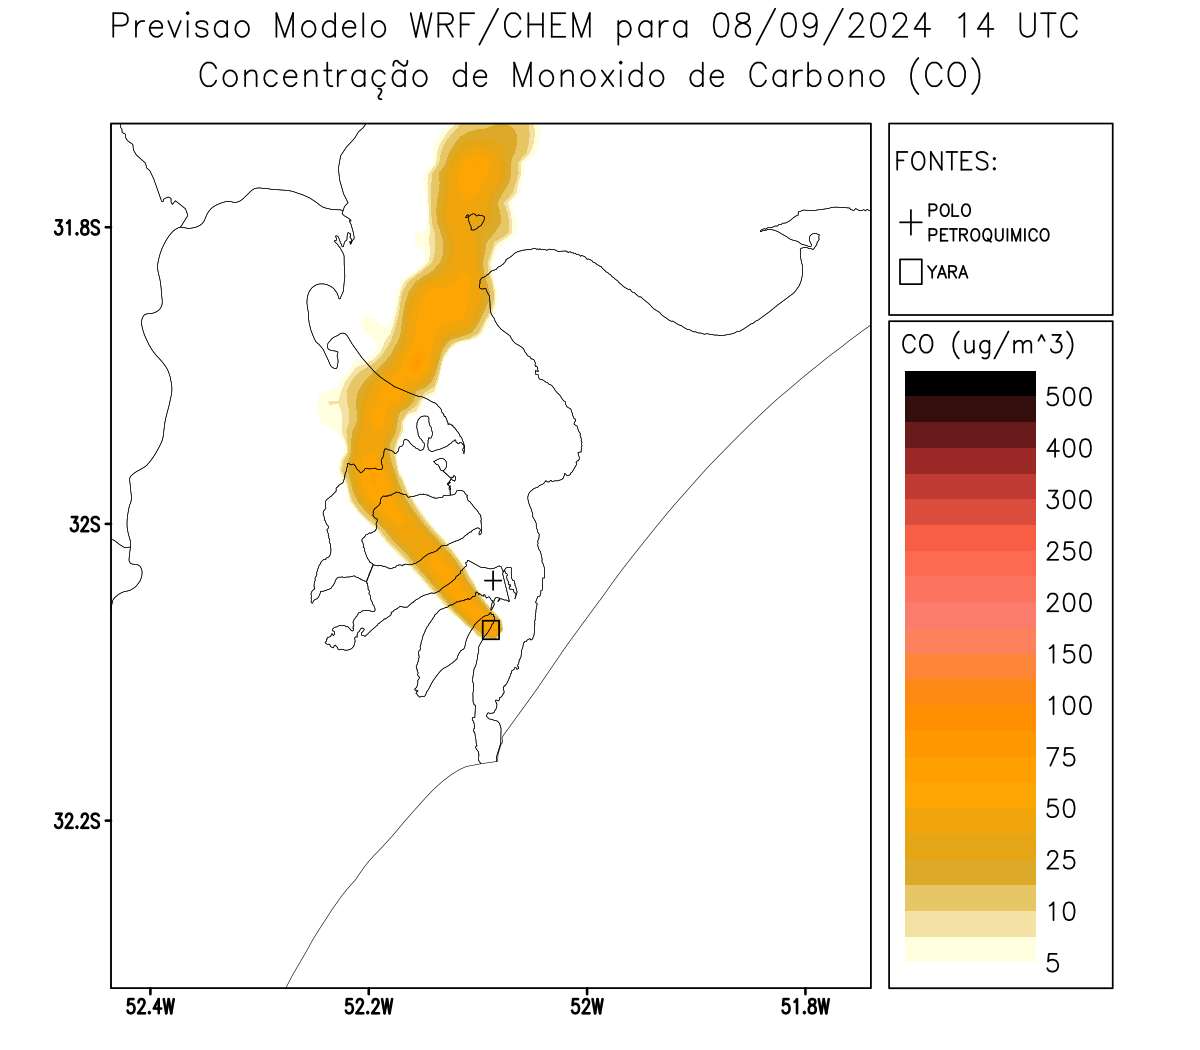 Previsao Modelo WRF/CHEM para 08/09/2024 14 UTC
Concentração de Monoxido de Carbono (CO)
FONTES:
POLO
PETROQUIMICO
YARA
CO (ug/m^3)
500
400
300
250
200
150
100
75
50
25
10
5
31.8S
32S
32.2S
52.4W
52.2W
52W
51.8W